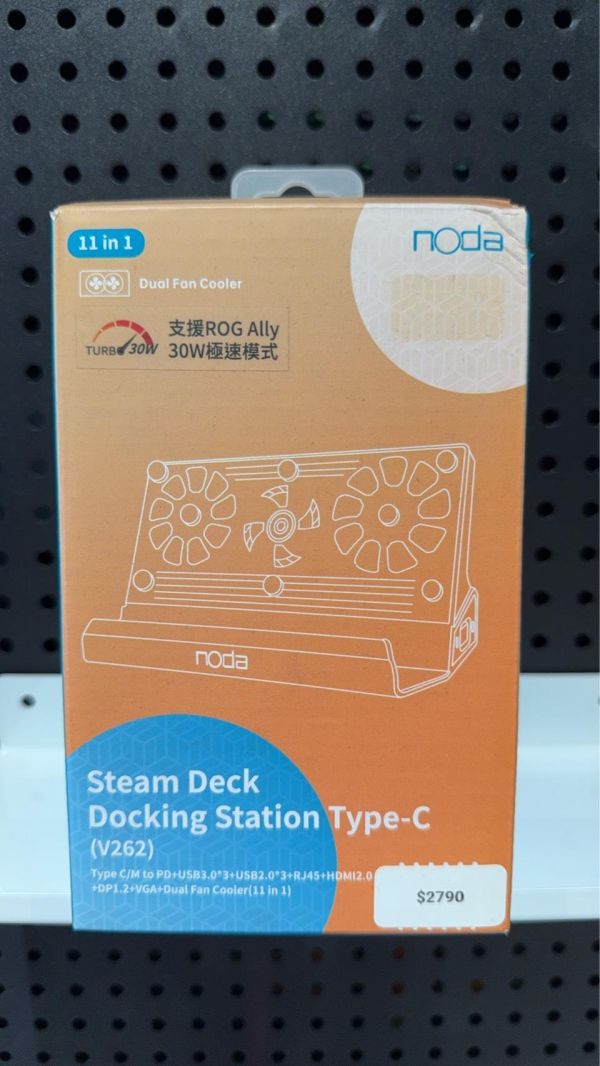 11 in 1
noda
Dual Fan Cooler
TURBO 30W
支援ROG Ally
30W極速模式
noda
Steam Deck
Docking Station Type-C
(V262)
Type C/M to PD+USB3.0*3+USB2.0*3+RJ45+HDMI2.0
+DP1.2+VGA+Dual Fan Cooler(11 in 1)
$2790